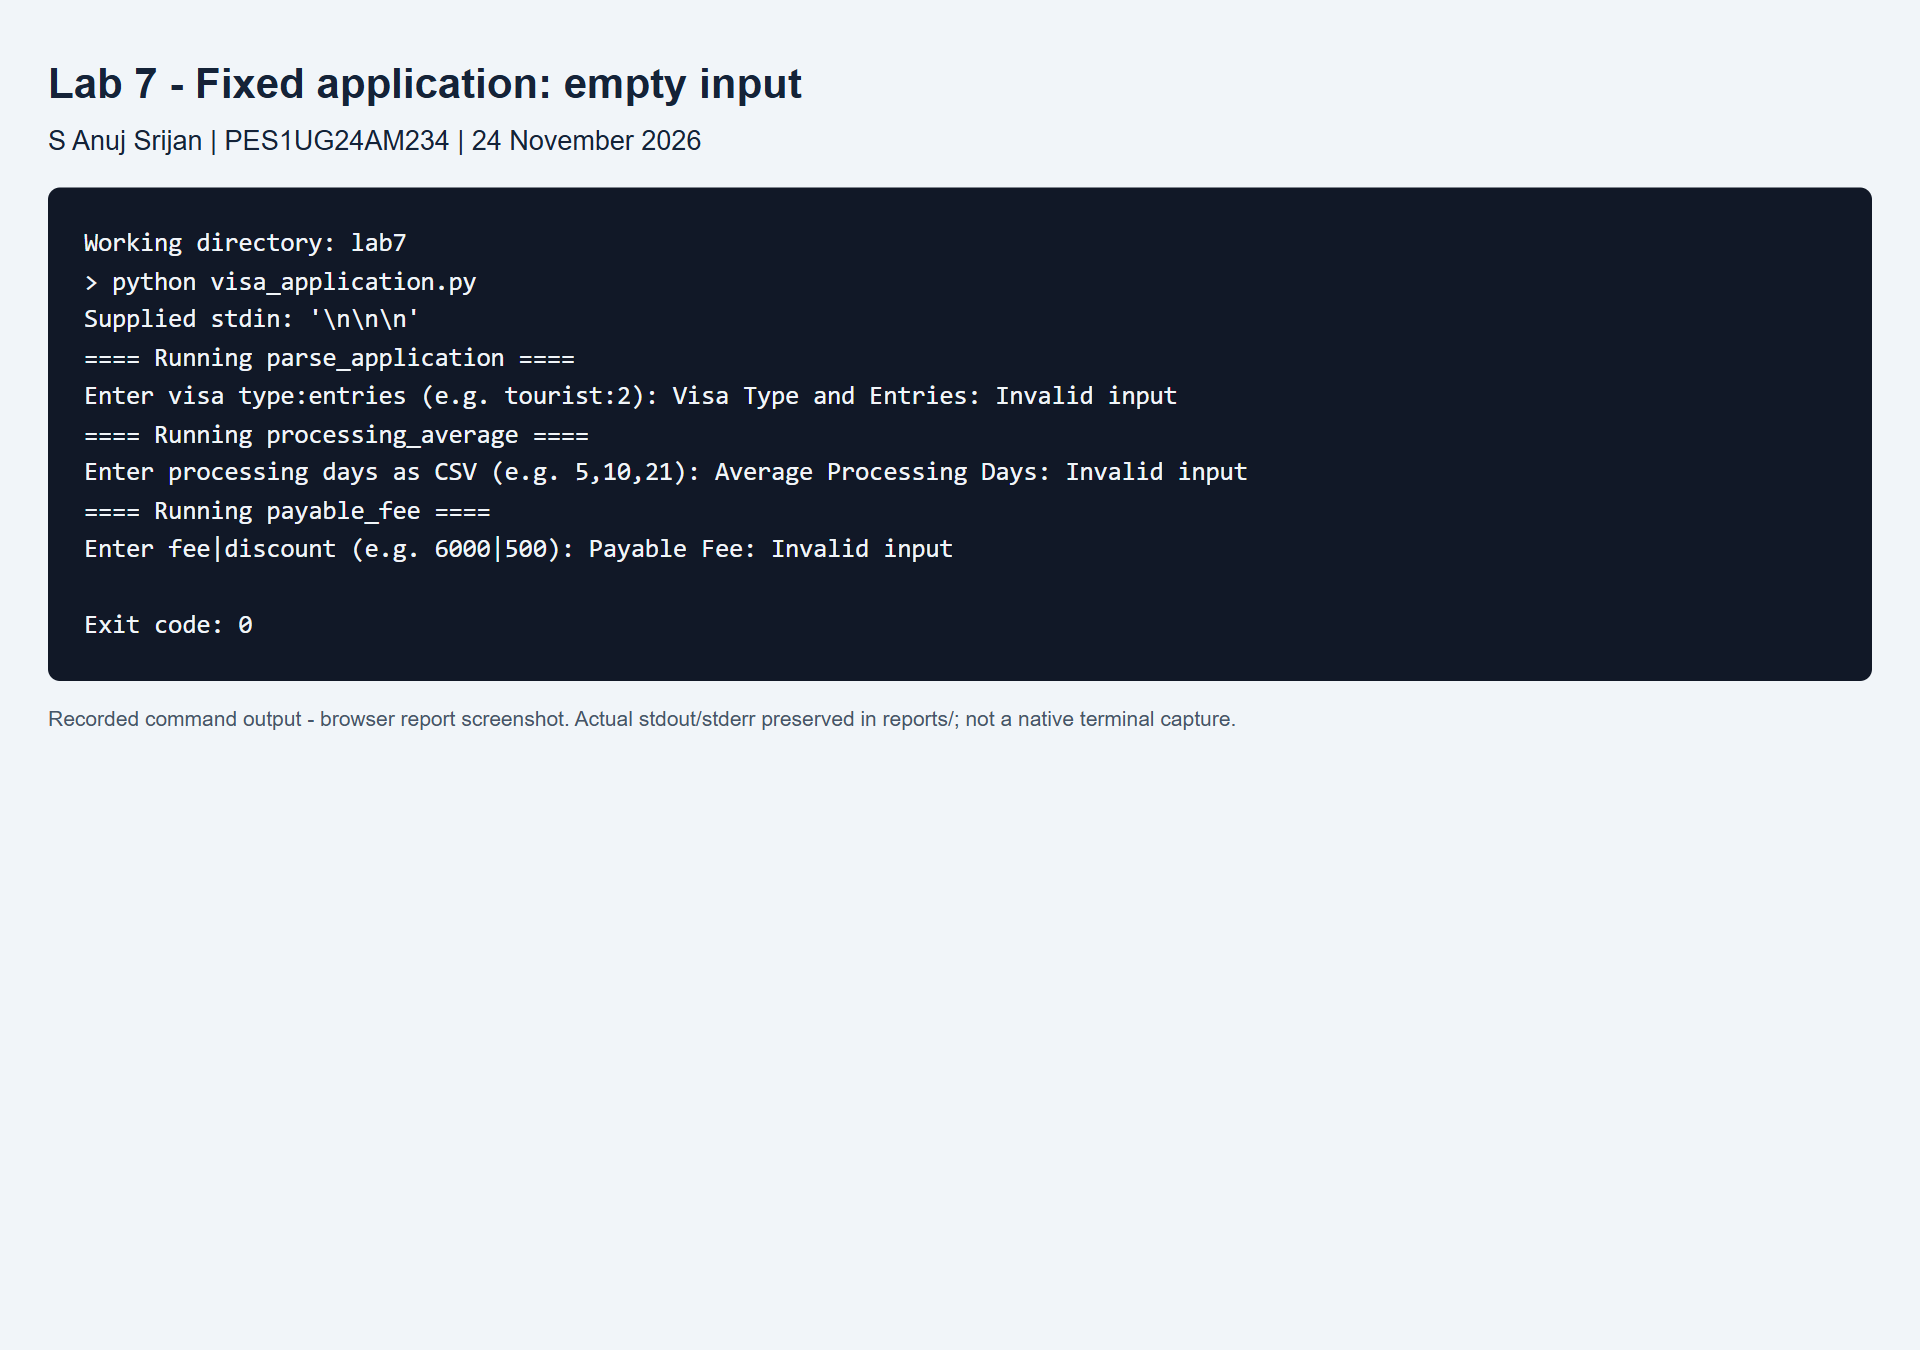 Lab 7 - Fixed application: empty input
S Anuj Srijan | PES1UG24AM234 | 24 November 2026
Working directory: lab7
> python visa_application.py
Supplied stdin: '\n\n\n'
==== Running parse_application ====
Enter visa type:entries (e.g. tourist:2): Visa Type and Entries: Invalid input
==== Running processing_average ====
Enter processing days as CSV (e.g. 5,10,21): Average Processing Days: Invalid input
==== Running payable_fee ====
Enter fee|discount (e.g. 6000|500): Payable Fee: Invalid input
Exit code: 0
Recorded command output - browser report screenshot. Actual stdout/stderr preserved in reports/; not a native terminal capture.